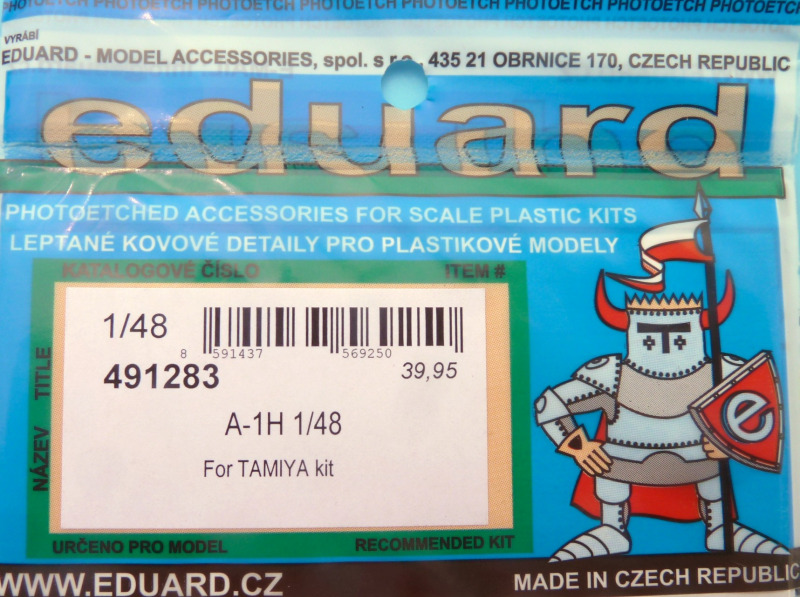 PHOTOETCH PHOTOETCH PHOTOETCH PHOTOETCH PHOTOETCH PHOTOETCH PHOTOETCH
VYRÁBÍ
EDUARD - MODEL ACCESSORIES, spol. s r.o., 435 21 OBRNICE 170, CZECH REPUBLIC
eduard
PHOTOETCHED ACCESSORIES FOR SCALE PLASTIC KITS
LEPTANÉ KOVOVÉ DETAILY PRO PLASTIKOVÉ MODELY
KATALOGOVÉ ČÍSLO ITEM #
NÁZEV TITLE
1/48
8 591437 569250
491283 39,95
A-1H 1/48
For TAMIYA kit
e
URČENO PRO MODEL RECOMMENDED KIT
WWW.EDUARD.CZ MADE IN CZECH REPUBLIC